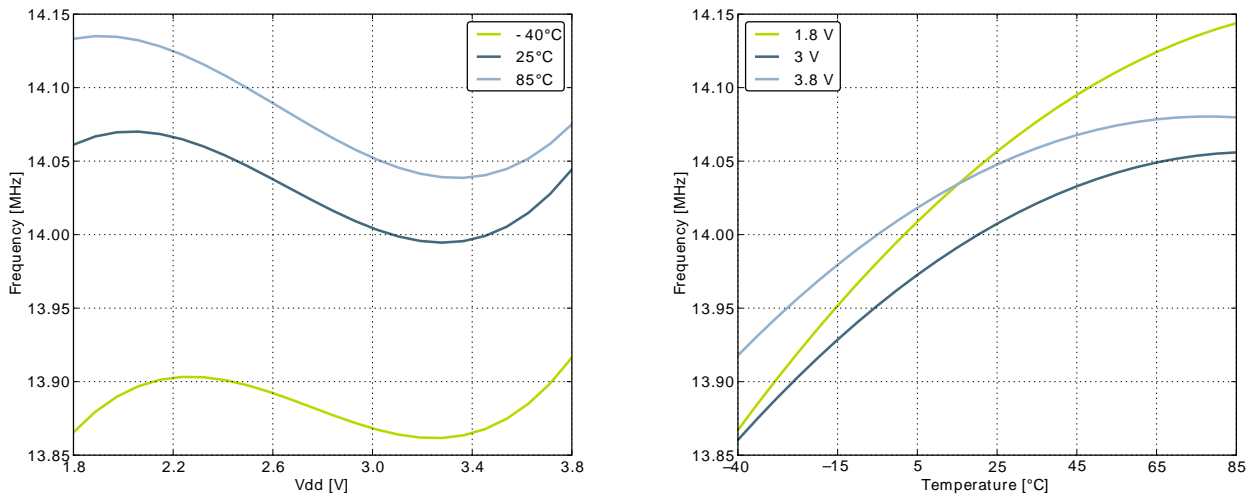 14.15
14.10
14.05
14.00
13.95
13.90
13.85
Frequency [MHz]
1.8 2.2 2.6 3.0 3.4 3.8
Vdd [V]
- 40°C
25°C
85°C
14.15
14.10
14.05
14.00
13.95
13.90
13.85
Frequency [MHz]
–40 –15 5 25 45 65 85
Temperature [°C]
1.8 V
3 V
3.8 V